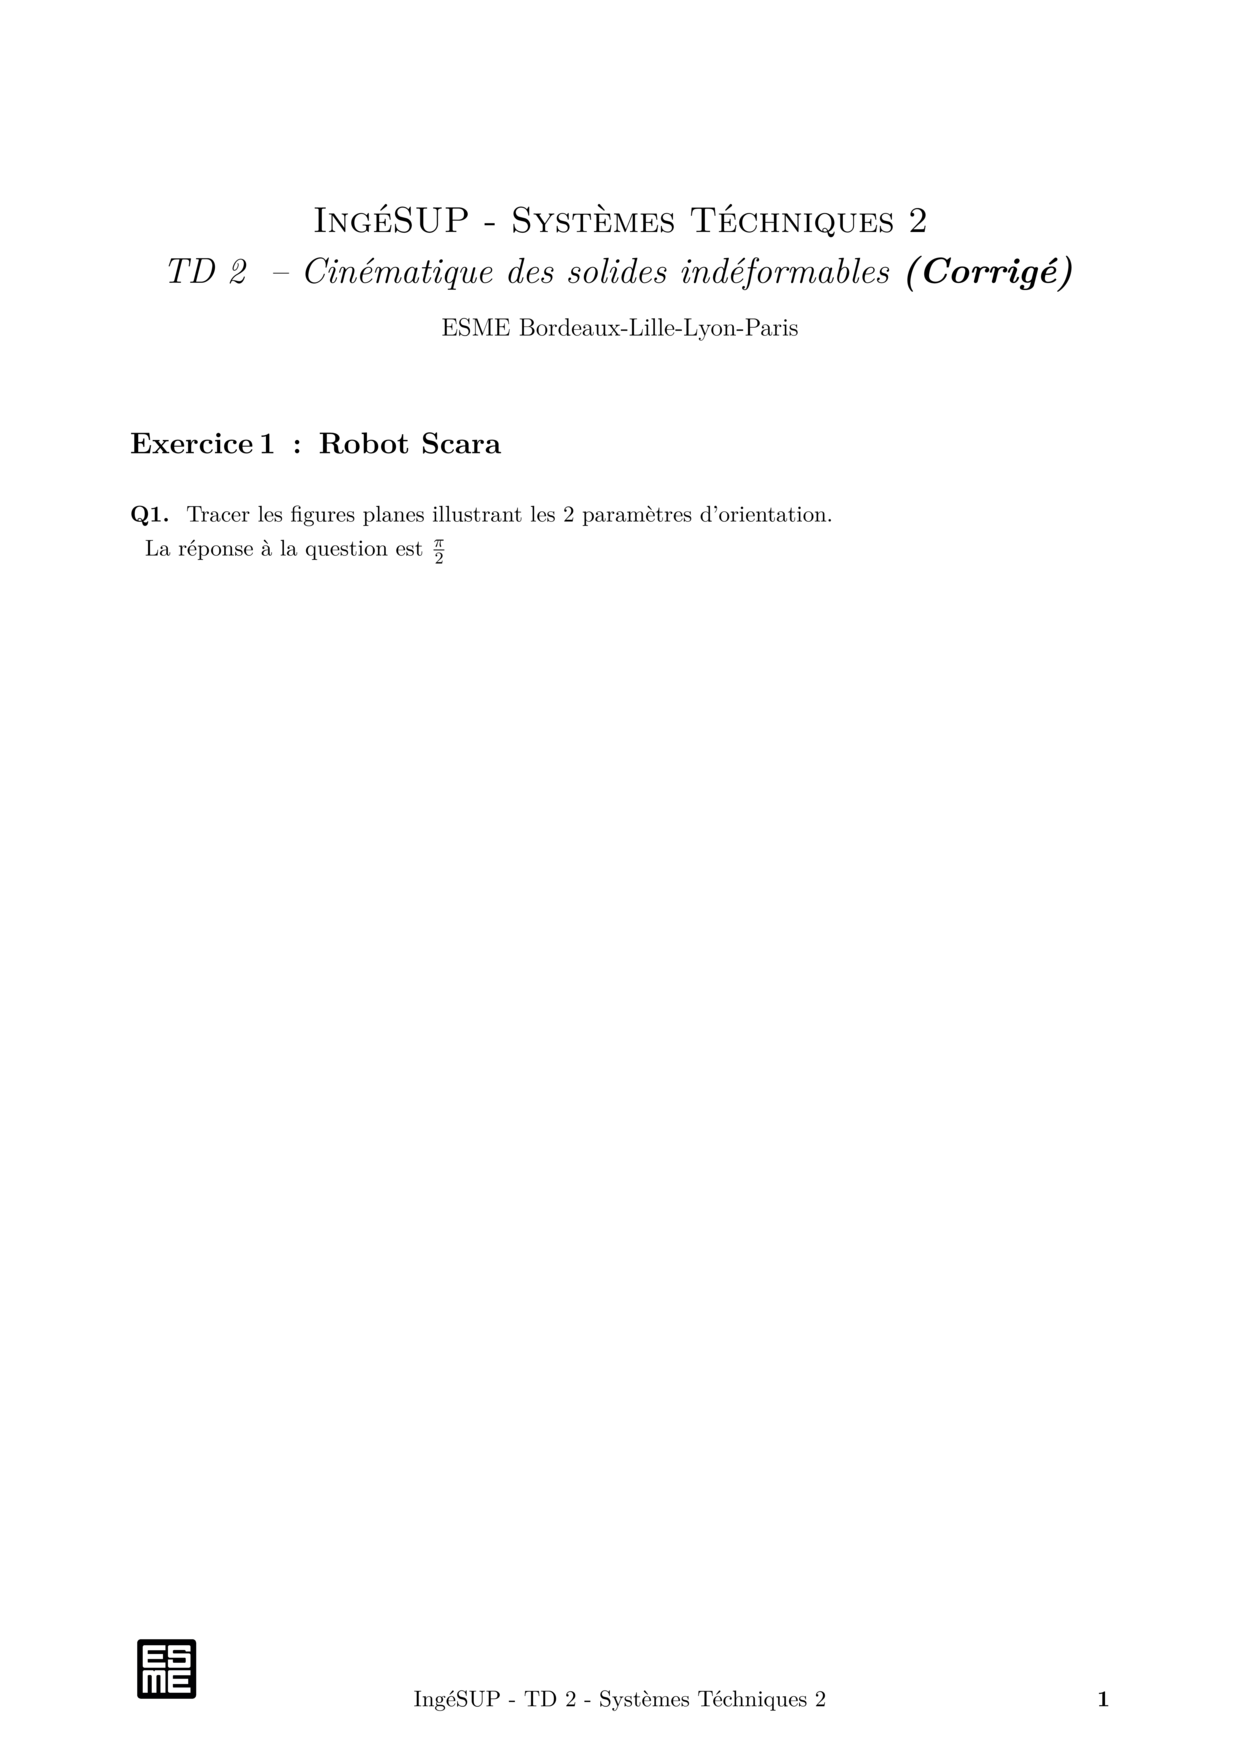 IngéSUP - Systèmes Téchniques 2
TD 2 – Cinématique des solides indéformables (Corrigé)
ESME Bordeaux-Lille-Lyon-Paris
Exercice 1 : Robot Scara
Q1. Tracer les figures planes illustrant les 2 paramètres d'orientation.
La réponse à la question est π/2
ES
ME
IngéSUP - TD 2 - Systèmes Téchniques 2 1